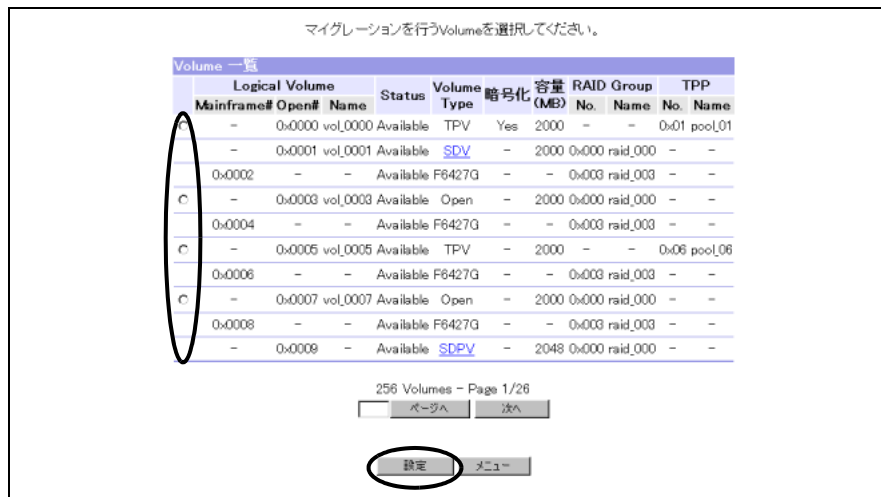 マイグレーションを行うVolumeを選択してください。
Volume 一覧
Logical Volume Status Volume Type 暗号化 容量(MB) RAID Group TPP
Mainframe# Open# Name No. Name No. Name
- 0x0000 vol_0000 Available TPV Yes 2000 - - 0x01 pool_01
- 0x0001 vol_0001 Available SDV - 2000 0x000 raid_000 - -
0x0002 - - Available F6427G - - 0x003 raid_003 - -
- 0x0003 vol_0003 Available Open - 2000 0x000 raid_000 - -
0x0004 - - Available F6427G - - 0x003 raid_003 - -
- 0x0005 vol_0005 Available TPV - 2000 - - 0x06 pool_06
0x0006 - - Available F6427G - - 0x003 raid_003 - -
- 0x0007 vol_0007 Available Open - 2000 0x000 raid_000 - -
0x0008 - - Available F6427G - - 0x003 raid_003 - -
- 0x0009 - Available SDPV - 2048 0x000 raid_000 - -
256 Volumes - Page 1/26
ページへ 次へ
設定 メニュー